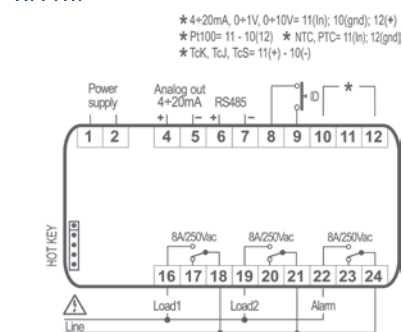 * 4÷20mA, 0÷1V, 0÷10V= 11(In); 10(gnd); 12(+)
* Pt100= 11 - 10(12) * NTC, PTC= 11(In); 12(gnd)
* TcK, TcJ, TcS= 11(+) - 10(-)
Power supply
Analog out 4÷20mA
RS485
ID
*
+ - + -
1 2 4 5 6 7 8 9 10 11 12
HOT KEY
8A/250Vac 8A/250Vac 8A/250Vac
16 17 18 19 20 21 22 23 24
Load1 Load2 Alarm
Line